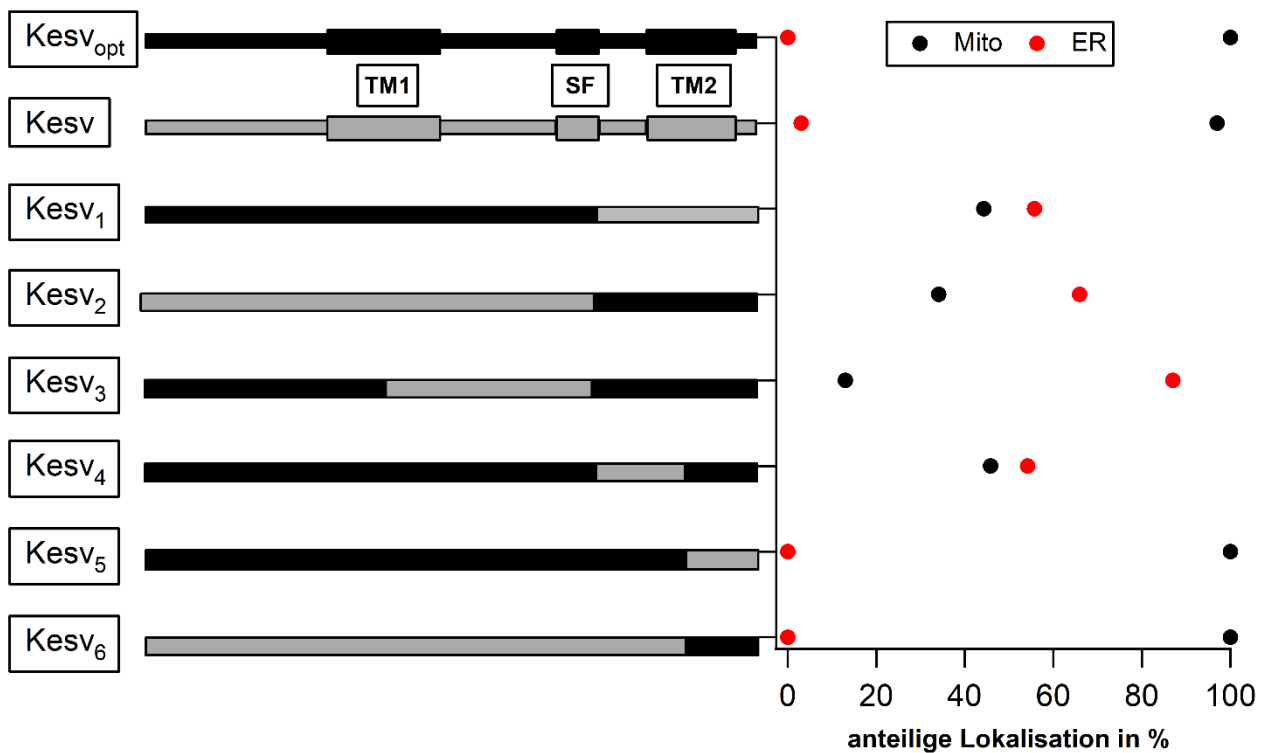 Kesvopt
Mito ER
TM1 SF TM2
Kesv
Kesv1
Kesv2
Kesv3
Kesv4
Kesv5
Kesv6
0 20 40 60 80 100
anteilige Lokalisation in %